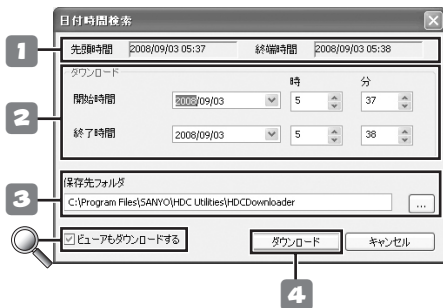 日付時間検索
1 先頭時間 2008/09/03 05:37 終端時間 2008/09/03 05:38
ダウンロード
時 分
2 開始時間 2008/09/03 5 37
終了時間 2008/09/03 5 38
保存先フォルダ
3 C:\Program Files\SANYO\HDC Utilities\HDCDownloader ...
ビューアもダウンロードする ダウンロード キャンセル
4